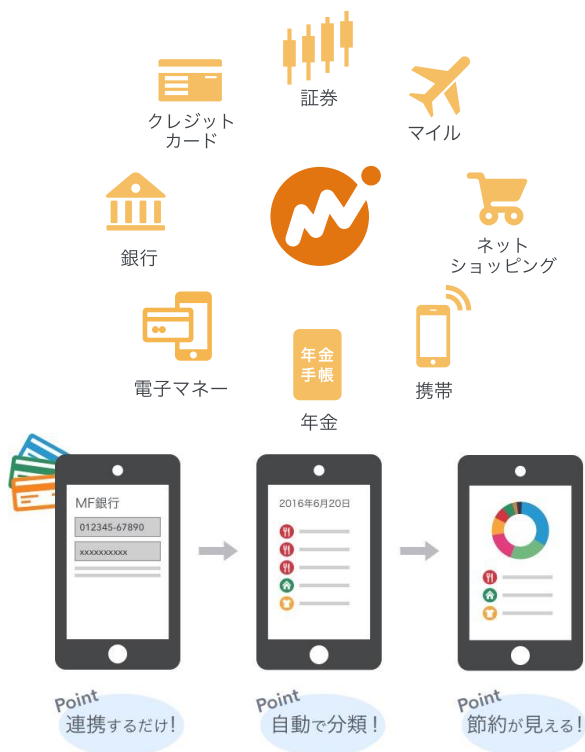 証券
クレジット
カード
マイル
銀行
ネット
ショッピング
電子マネー
年金
手帳
年金
携帯
MF銀行
012345-67890
xxxxxxxxxx
2016年6月20日
Point
連携するだけ!
Point
自動で分類!
Point
節約が見える!